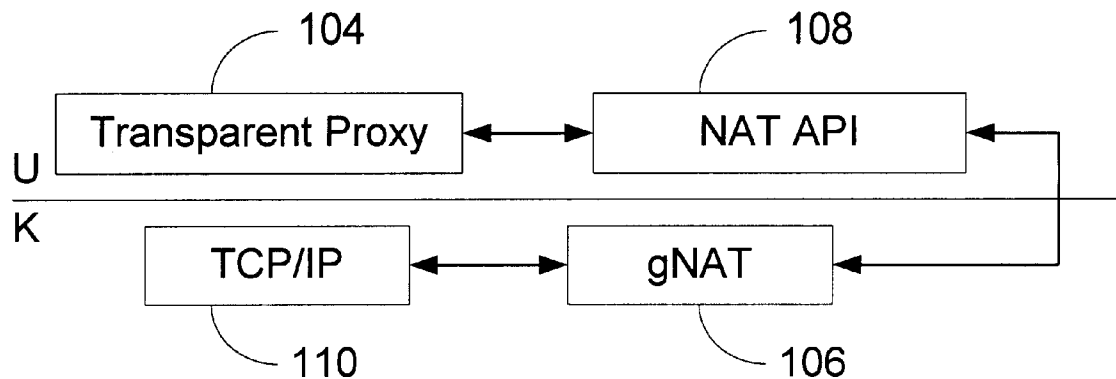 104
108
Transparent Proxy
NAT API
U
K
TCP/IP
gNAT
110
106